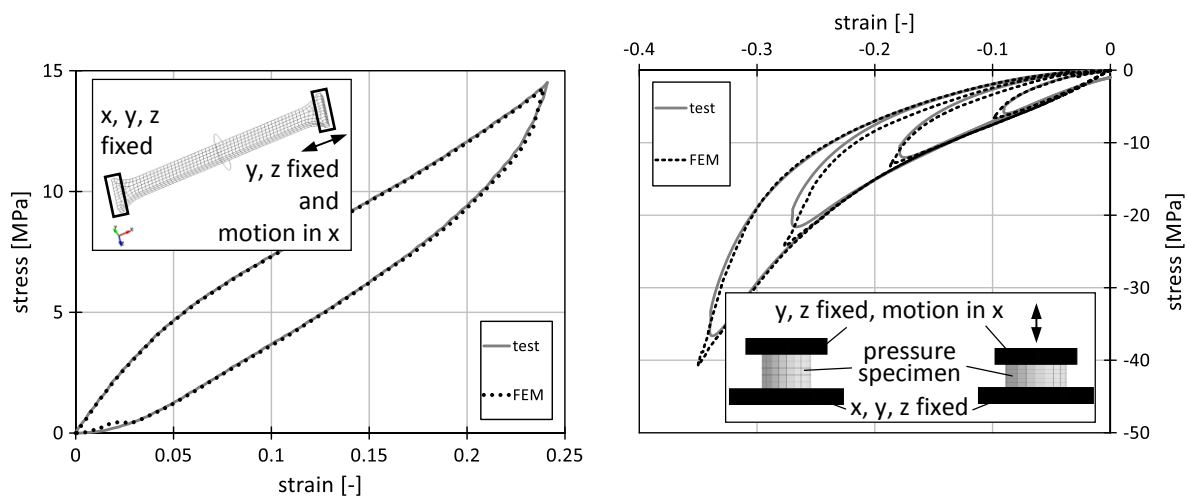 15
10
5
0
stress [MPa]
x, y, z
fixed
y, z fixed
and
motion in x
test
FEM
0
0.05
0.1
0.15
0.2
0.25
strain [-]
strain [-]
-0.4
-0.3
-0.2
-0.1
0
test
FEM
0
-10
-20
-30
-40
-50
stress [MPa]
y, z fixed, motion in x
pressure
specimen
x, y, z fixed